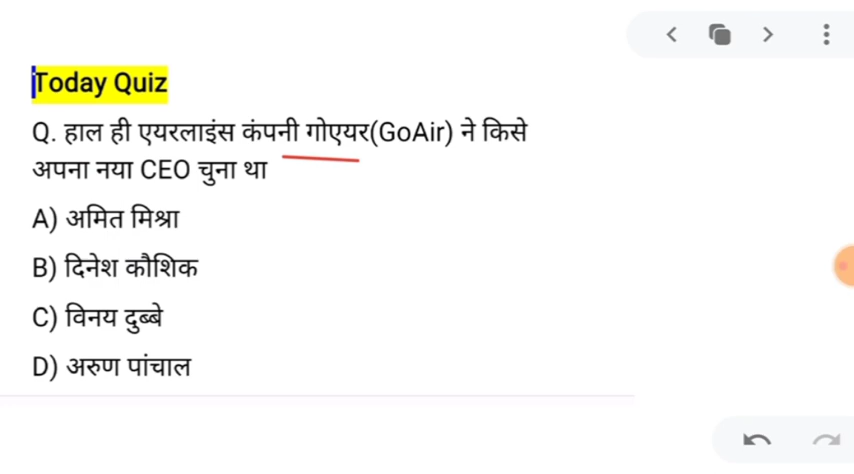 Today Quiz
Q. हाल ही एयरलाइंस कंपनी गोएयर(GoAir) ने किसे
अपना नया CEO चुना था
A) अमित मिश्रा
B) दिनेश कौशिक
C) विनय दुब्बे
D) अरुण पांचाल